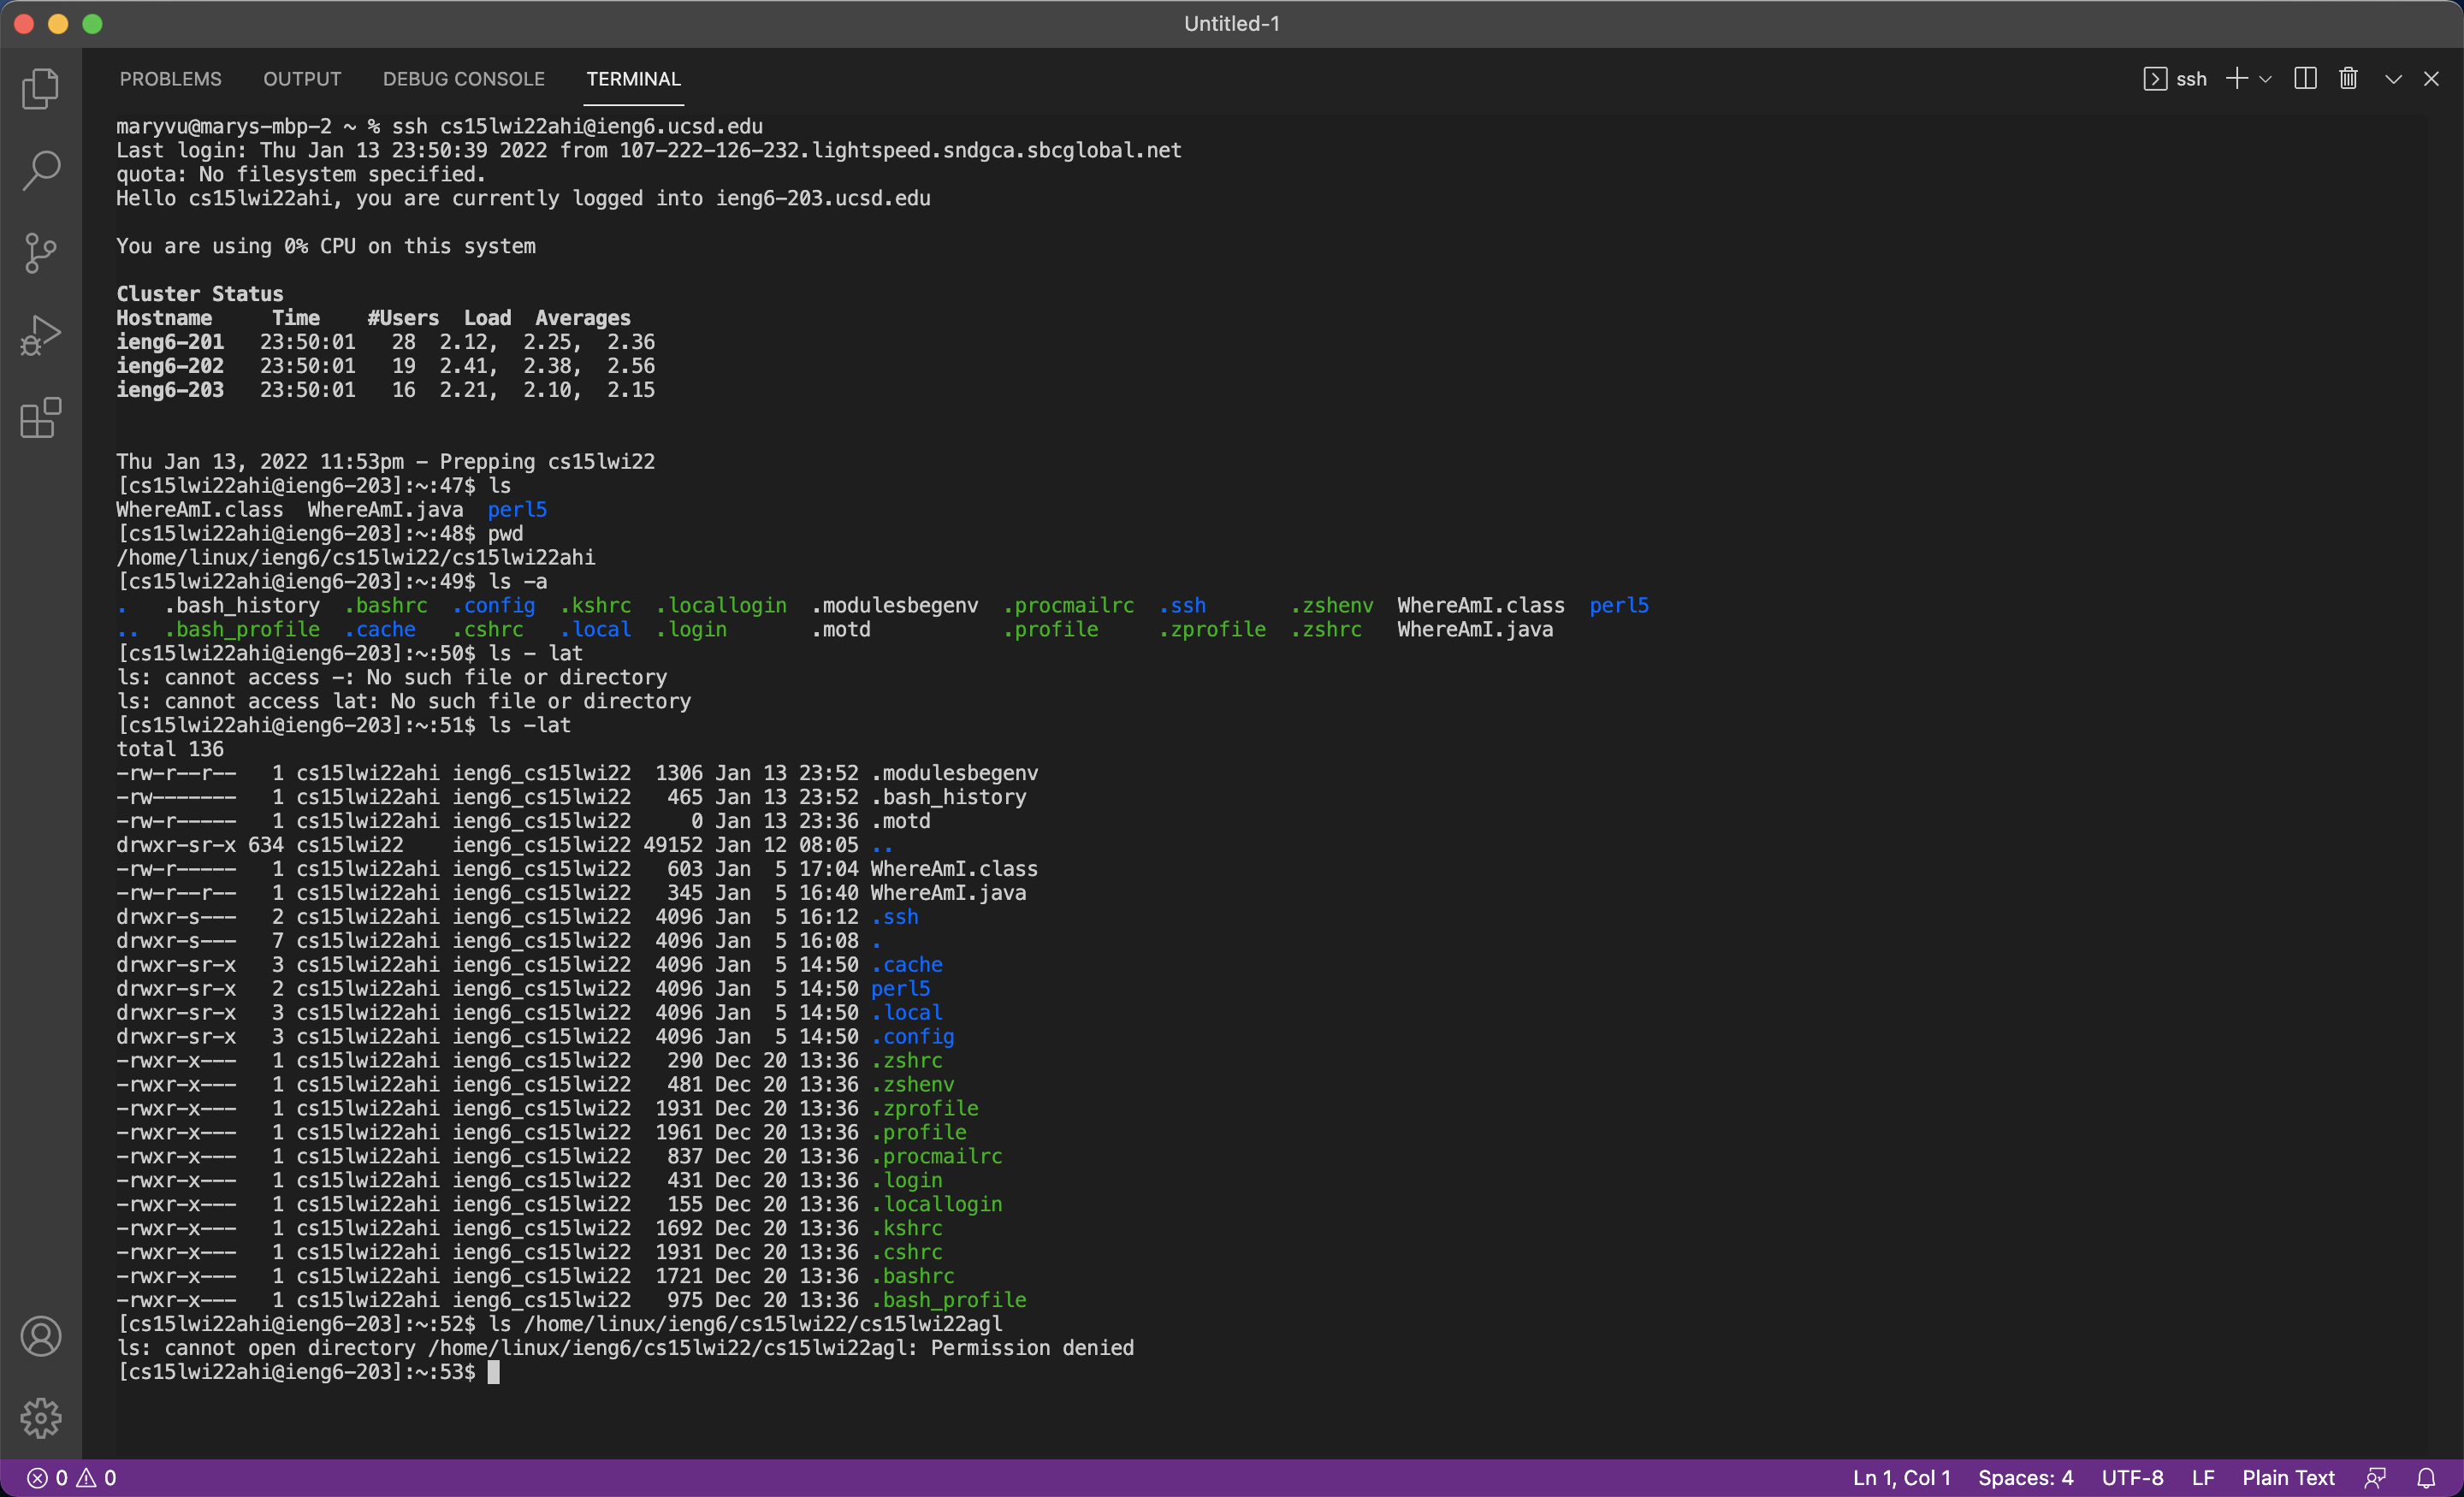 Untitled-1
PROBLEMS OUTPUT DEBUG CONSOLE TERMINAL ssh
maryvu@marys-mbp-2 ~ % ssh cs15lwi22ahi@ieng6.ucsd.edu
Last login: Thu Jan 13 23:50:39 2022 from 107-222-126-232.lightspeed.sndgca.sbcglobal.net
quota: No filesystem specified.
Hello cs15lwi22ahi, you are currently logged into ieng6-203.ucsd.edu
You are using 0% CPU on this system
Cluster Status
Hostname     Time    #Users  Load  Averages
ieng6-201   23:50:01   28  2.12,  2.25,  2.36
ieng6-202   23:50:01   19  2.41,  2.38,  2.56
ieng6-203   23:50:01   16  2.21,  2.10,  2.15
Thu Jan 13, 2022 11:53pm - Prepping cs15lwi22
[cs15lwi22ahi@ieng6-203]:~:47$ ls
WhereAmI.class  WhereAmI.java  perl5
[cs15lwi22ahi@ieng6-203]:~:48$ pwd
/home/linux/ieng6/cs15lwi22/cs15lwi22ahi
[cs15lwi22ahi@ieng6-203]:~:49$ ls -a
.   .bash_history  .bashrc  .config  .kshrc  .locallogin  .modulesbegenv  .procmailrc  .ssh       .zshenv  WhereAmI.class  perl5
..  .bash_profile  .cache   .cshrc   .local  .login       .motd           .profile     .zprofile  .zshrc   WhereAmI.java
[cs15lwi22ahi@ieng6-203]:~:50$ ls - lat
ls: cannot access -: No such file or directory
ls: cannot access lat: No such file or directory
[cs15lwi22ahi@ieng6-203]:~:51$ ls -lat
total 136
-rw-r--r--   1 cs15lwi22ahi ieng6_cs15lwi22  1306 Jan 13 23:52 .modulesbegenv
-rw-------   1 cs15lwi22ahi ieng6_cs15lwi22   465 Jan 13 23:52 .bash_history
-rw-r-----   1 cs15lwi22ahi ieng6_cs15lwi22     0 Jan 13 23:36 .motd
drwxr-sr-x 634 cs15lwi22    ieng6_cs15lwi22 49152 Jan 12 08:05 ..
-rw-r-----   1 cs15lwi22ahi ieng6_cs15lwi22   603 Jan  5 17:04 WhereAmI.class
-rw-r--r--   1 cs15lwi22ahi ieng6_cs15lwi22   345 Jan  5 16:40 WhereAmI.java
drwxr-s---   2 cs15lwi22ahi ieng6_cs15lwi22  4096 Jan  5 16:12 .ssh
drwxr-s---   7 cs15lwi22ahi ieng6_cs15lwi22  4096 Jan  5 16:08 .
drwxr-sr-x   3 cs15lwi22ahi ieng6_cs15lwi22  4096 Jan  5 14:50 .cache
drwxr-sr-x   2 cs15lwi22ahi ieng6_cs15lwi22  4096 Jan  5 14:50 perl5
drwxr-sr-x   3 cs15lwi22ahi ieng6_cs15lwi22  4096 Jan  5 14:50 .local
drwxr-sr-x   3 cs15lwi22ahi ieng6_cs15lwi22  4096 Jan  5 14:50 .config
-rwxr-x---   1 cs15lwi22ahi ieng6_cs15lwi22   290 Dec 20 13:36 .zshrc
-rwxr-x---   1 cs15lwi22ahi ieng6_cs15lwi22   481 Dec 20 13:36 .zshenv
-rwxr-x---   1 cs15lwi22ahi ieng6_cs15lwi22  1931 Dec 20 13:36 .zprofile
-rwxr-x---   1 cs15lwi22ahi ieng6_cs15lwi22  1961 Dec 20 13:36 .profile
-rwxr-x---   1 cs15lwi22ahi ieng6_cs15lwi22   837 Dec 20 13:36 .procmailrc
-rwxr-x---   1 cs15lwi22ahi ieng6_cs15lwi22   431 Dec 20 13:36 .login
-rwxr-x---   1 cs15lwi22ahi ieng6_cs15lwi22   155 Dec 20 13:36 .locallogin
-rwxr-x---   1 cs15lwi22ahi ieng6_cs15lwi22  1692 Dec 20 13:36 .kshrc
-rwxr-x---   1 cs15lwi22ahi ieng6_cs15lwi22  1931 Dec 20 13:36 .cshrc
-rwxr-x---   1 cs15lwi22ahi ieng6_cs15lwi22  1721 Dec 20 13:36 .bashrc
-rwxr-x---   1 cs15lwi22ahi ieng6_cs15lwi22   975 Dec 20 13:36 .bash_profile
[cs15lwi22ahi@ieng6-203]:~:52$ ls /home/linux/ieng6/cs15lwi22/cs15lwi22agl
ls: cannot open directory /home/linux/ieng6/cs15lwi22/cs15lwi22agl: Permission denied
[cs15lwi22ahi@ieng6-203]:~:53$
0 0 Ln 1, Col 1 Spaces: 4 UTF-8 LF Plain Text